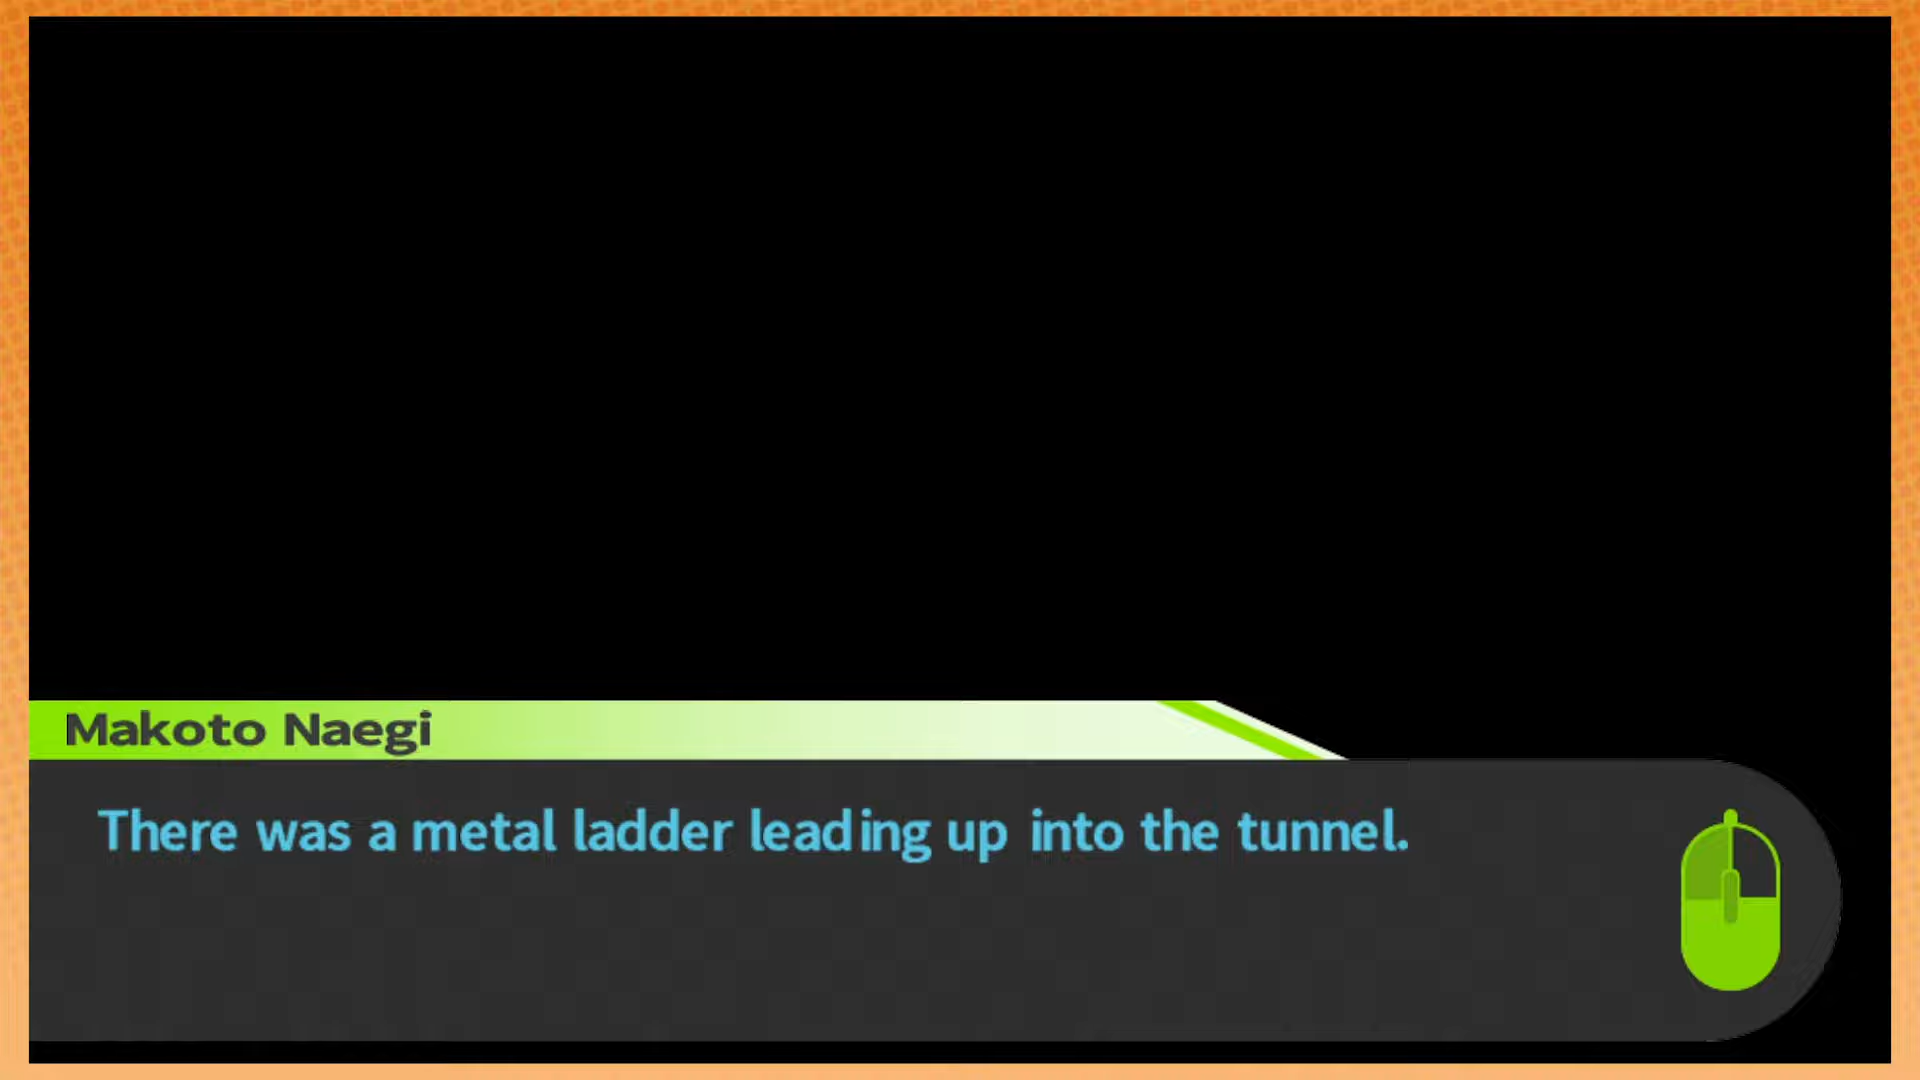 Makoto Naegi
There was a metal ladder leading up into the tunnel.